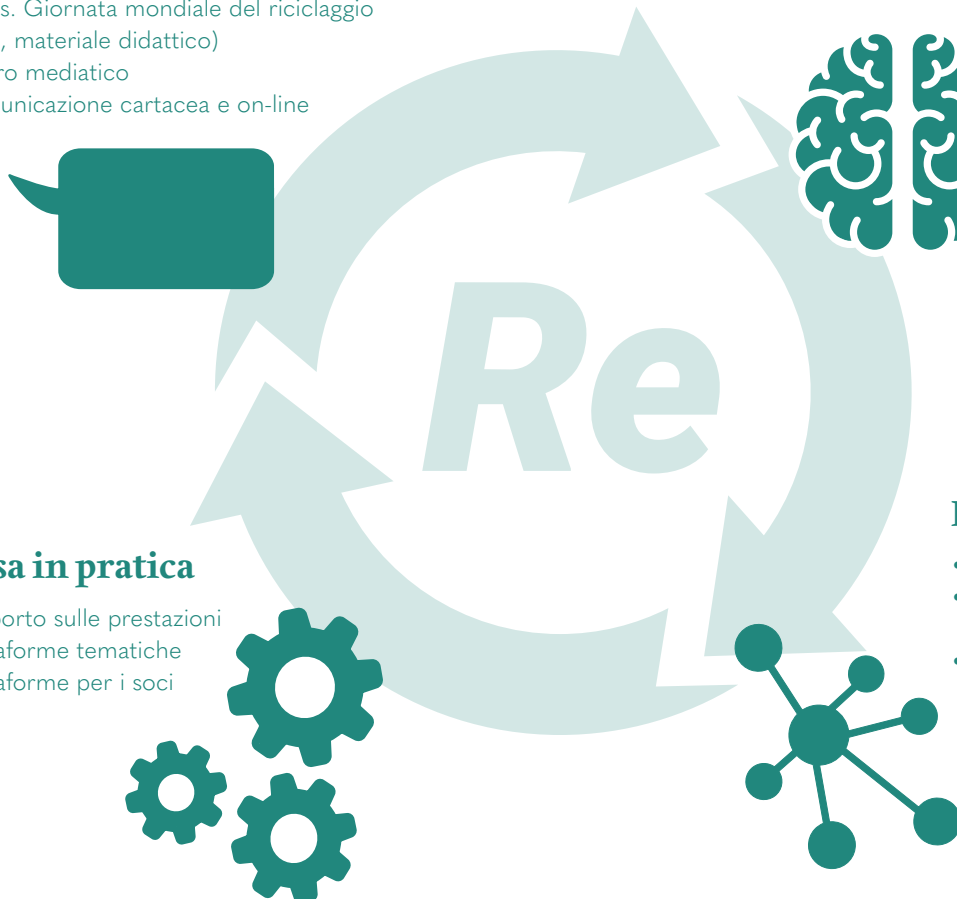 s. Giornata mondiale del riciclaggio
, materiale didattico)
ro mediatico
unicazione cartacea e on-line
Re
sa in pratica
orto sulle prestazioni
aforme tematiche
aforme per i soci